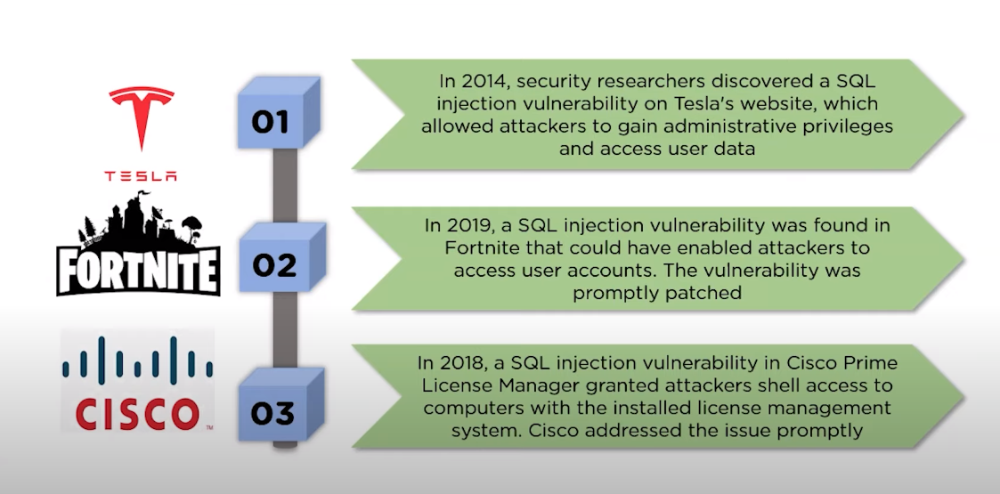 TESLA
01
In 2014, security researchers discovered a SQL
injection vulnerability on Tesla's website, which
allowed attackers to gain administrative privileges
and access user data
FORTNITE
02
In 2019, a SQL injection vulnerability was found in
Fortnite that could have enabled attackers to
access user accounts. The vulnerability was
promptly patched
CISCO™
03
In 2018, a SQL injection vulnerability in Cisco Prime
License Manager granted attackers shell access to
computers with the installed license management
system. Cisco addressed the issue promptly